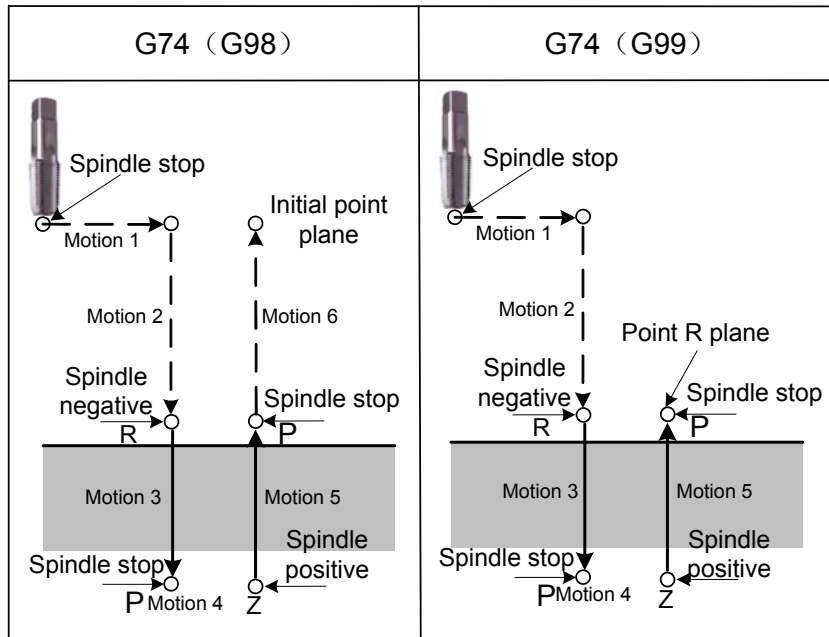 G74（G98）
Spindle stop
Motion 1
Initial point
plane
Motion 2
Motion 6
Spindle
negative
R
Spindle stop
P
Motion 3
Motion 5
Spindle stop
P
Motion 4
Spindle
positive
Z
G74（G99）
Spindle stop
Motion 1
Motion 2
Point R plane
Spindle
negative
R
Spindle stop
P
Motion 3
Motion 5
Spindle stop
P
Motion 4
Spindle
positive
Z